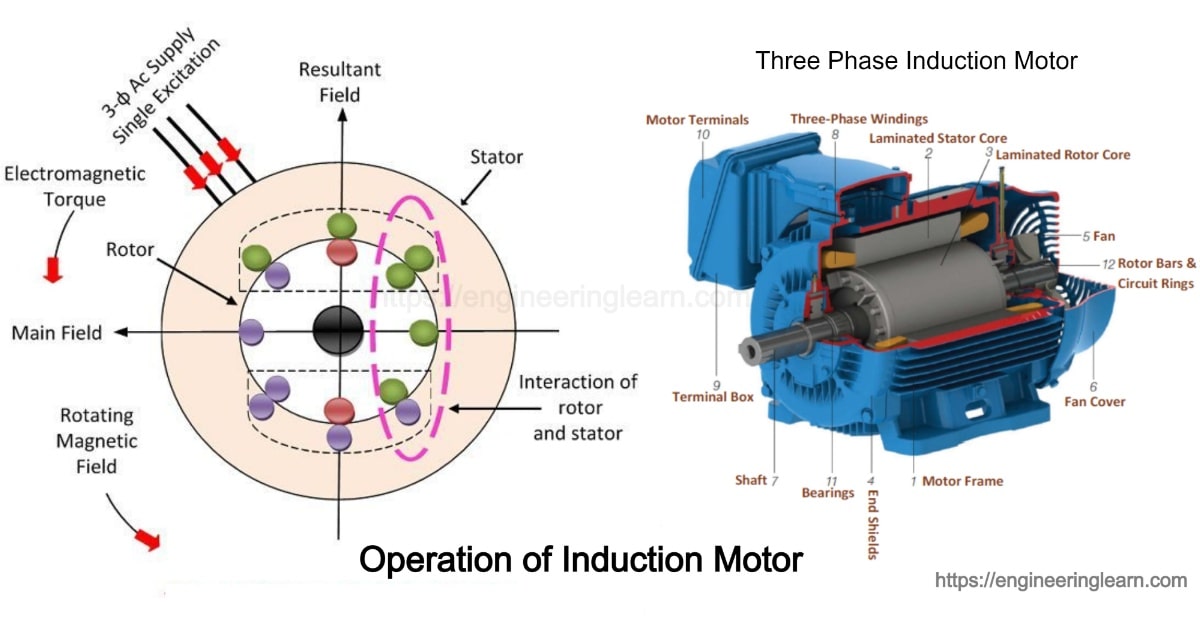 3-ф Ac Supply
Single Excitation
Resultant
Field
Stator
Electromagnetic
Torque
Rotor
Main Field
Rotating
Magnetic
Field
Interaction of
rotor
and stator
https://engineeringlearn.com
Three Phase Induction Motor
Motor Terminals
10
Three-Phase Windings
8
Laminated Stator Core
2
3 Laminated Rotor Core
5 Fan
12 Rotor Bars &
Circuit Rings
6
Fan Cover
9
Terminal Box
Shaft 7
11
Bearings
4
End Shields
1 Motor Frame
Operation of Induction Motor
https://engineeringlearn.com